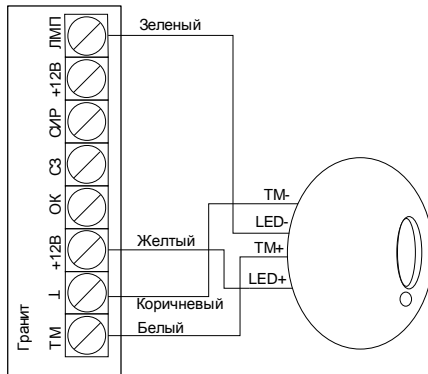 ЛМП
+12В
СИР
СЗ
ОК
+12В
⊥
ТМ
Гранит
Зеленый
Желтый
Коричневый
Белый
TM-
LED-
TM+
LED+